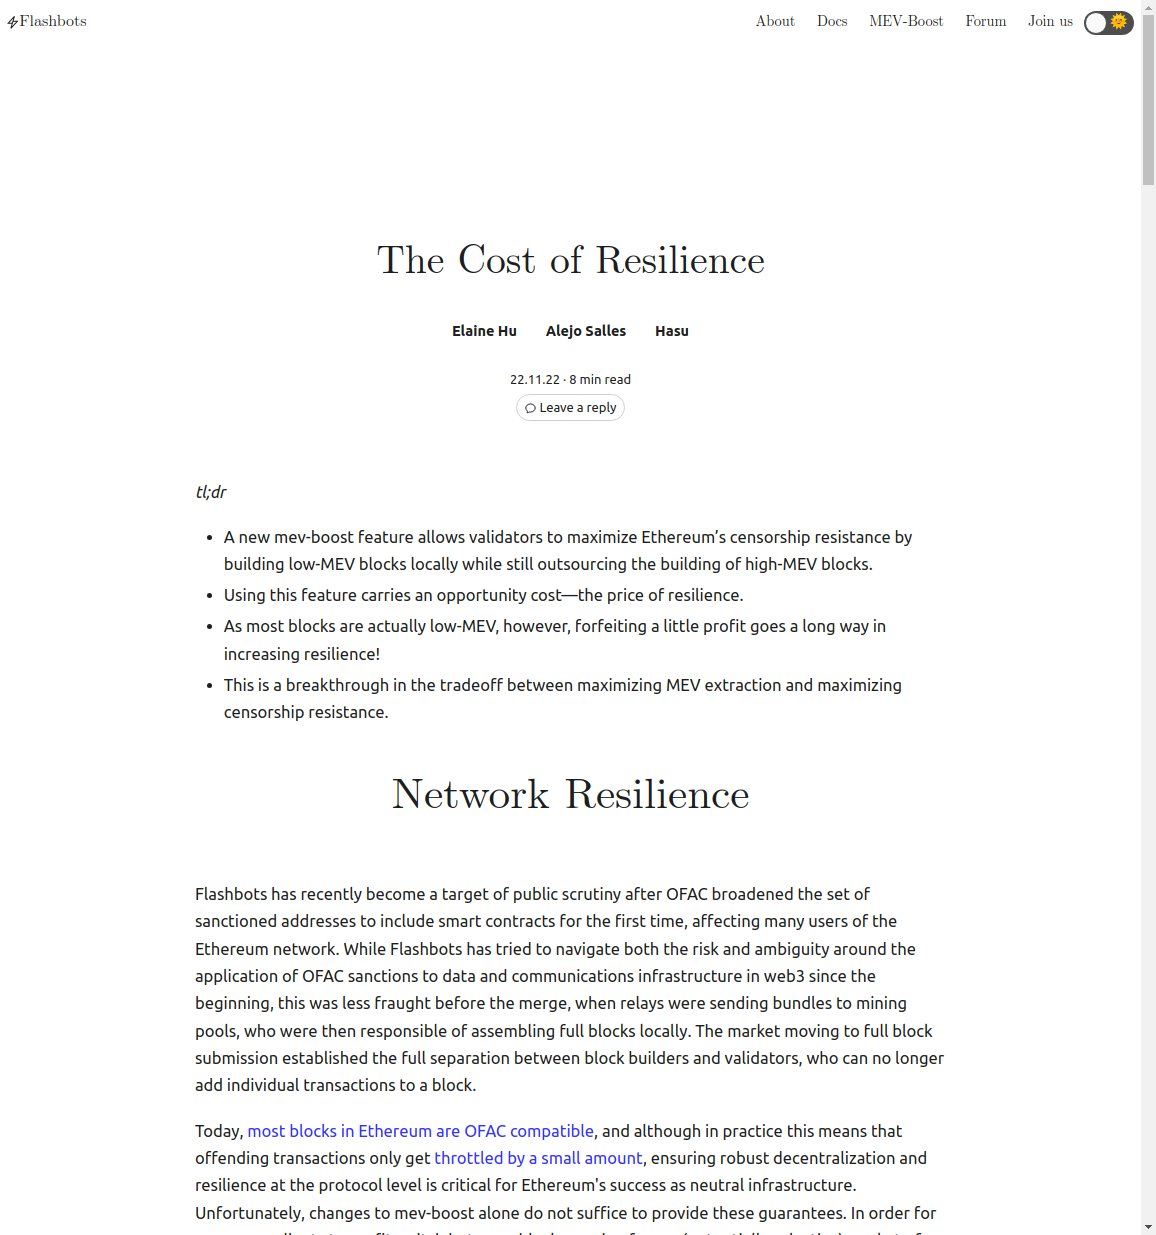 Flashbots
About Docs MEV-Boost Forum Join us
The Cost of Resilience
Elaine Hu Alejo Salles Hasu
22.11.22 · 8 min read
Leave a reply
tl;dr
• A new mev-boost feature allows validators to maximize Ethereum’s censorship resistance by
building low-MEV blocks locally while still outsourcing the building of high-MEV blocks.
• Using this feature carries an opportunity cost—the price of resilience.
• As most blocks are actually low-MEV, however, forfeiting a little profit goes a long way in
increasing resilience!
• This is a breakthrough in the tradeoff between maximizing MEV extraction and maximizing
censorship resistance.
Network Resilience
Flashbots has recently become a target of public scrutiny after OFAC broadened the set of
sanctioned addresses to include smart contracts for the first time, affecting many users of the
Ethereum network. While Flashbots has tried to navigate both the risk and ambiguity around the
application of OFAC sanctions to data and communications infrastructure in web3 since the
beginning, this was less fraught before the merge, when relays were sending bundles to mining
pools, who were then responsible of assembling full blocks locally. The market moving to full block
submission established the full separation between block builders and validators, who can no longer
add individual transactions to a block.
Today, most blocks in Ethereum are OFAC compatible, and although in practice this means that
offending transactions only get throttled by a small amount, ensuring robust decentralization and
resilience at the protocol level is critical for Ethereum's success as neutral infrastructure.
Unfortunately, changes to mev-boost alone do not suffice to provide these guarantees. In order for